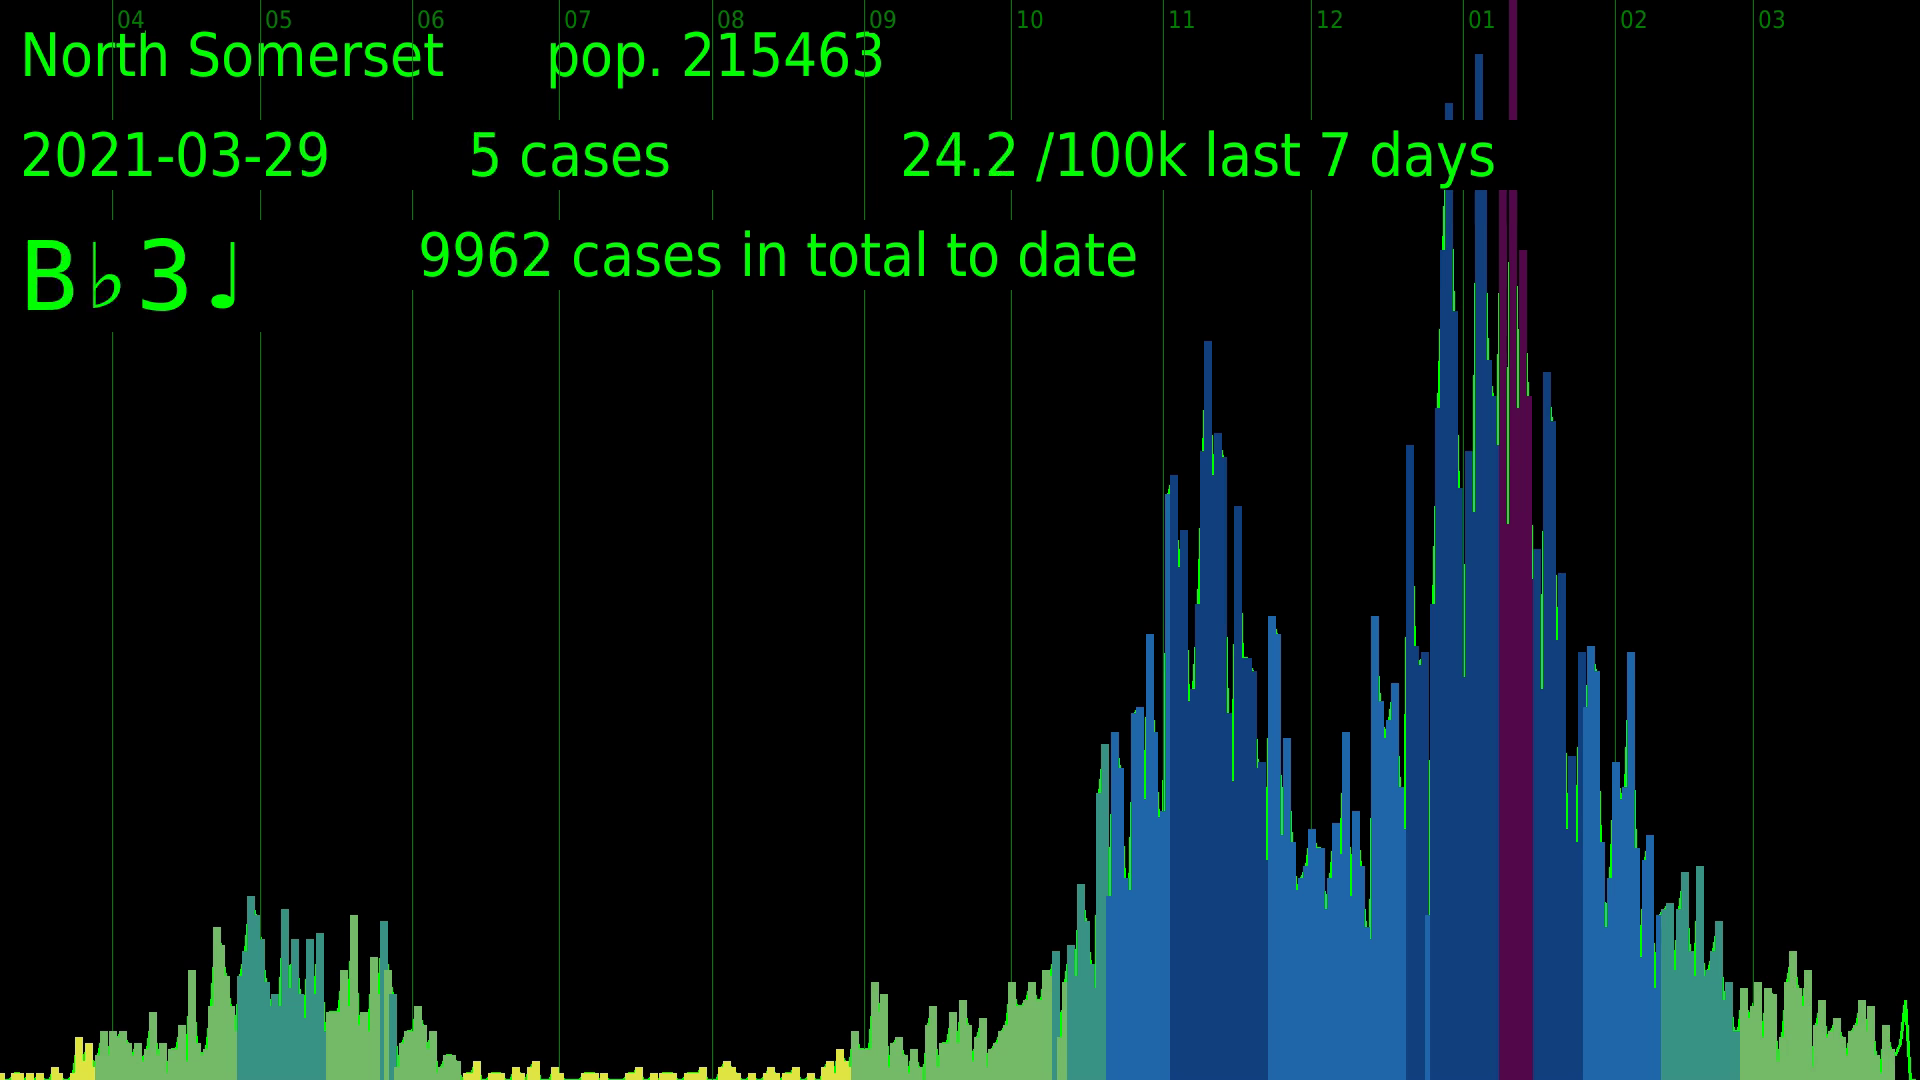 04 05 06 07 08 09 10 11 12 01 02 03
North Somerset pop. 215463
2021-03-29 5 cases 24.2 /100k last 7 days
B♭3♩ 9962 cases in total to date